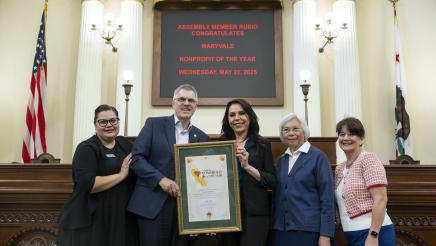 ASSEMBLY MEMBER RUBIO
CONGRATULATES
MARYVALE
NONPROFIT OF THE YEAR
WEDNESDAY, MAY 21, 2025